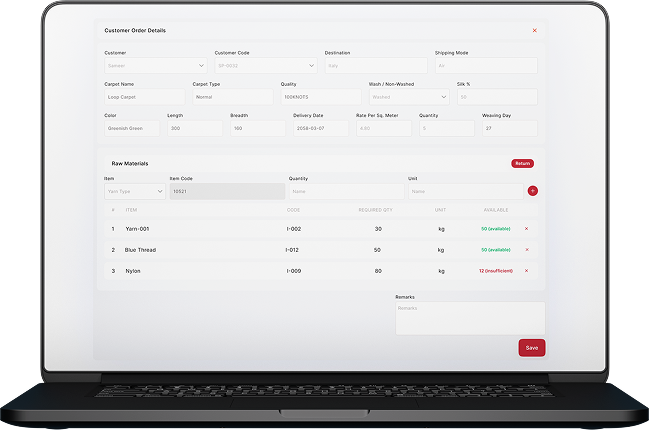 Customer Order Details ×
Customer Customer Code Destination Shipping Mode
Sameer SP-0032 Italy Air
Carpet Name Carpet Type Quality Wash / Non-Washed Silk %
Loop Carpet Normal 100KNOTS Washed 50
Color Length Breadth Delivery Date Rate Per Sq. Meter Quantity Weaving Day
Greenish Green 300 160 2058-03-07 4.80 5 27
Raw Materials Return
Item Item Code Quantity Unit
Yarn Type 10521 Name Name +
# ITEM CODE REQUIRED QTY UNIT AVAILABLE
1 Yarn-001 I-002 30 kg 50 (available) ×
2 Blue Thread I-012 50 kg 50 (available) ×
3 Nylon I-009 80 kg 12 (insufficient) ×
Remarks
Remarks
Save